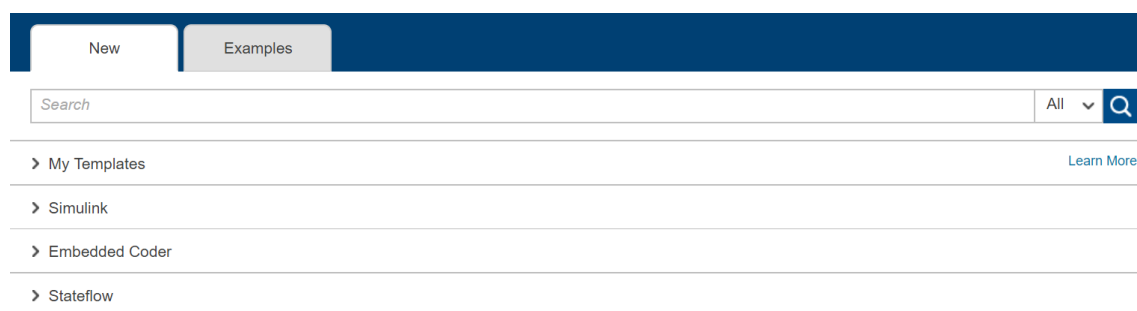 New Examples
Search All
My Templates Learn More
Simulink
Embedded Coder
Stateflow